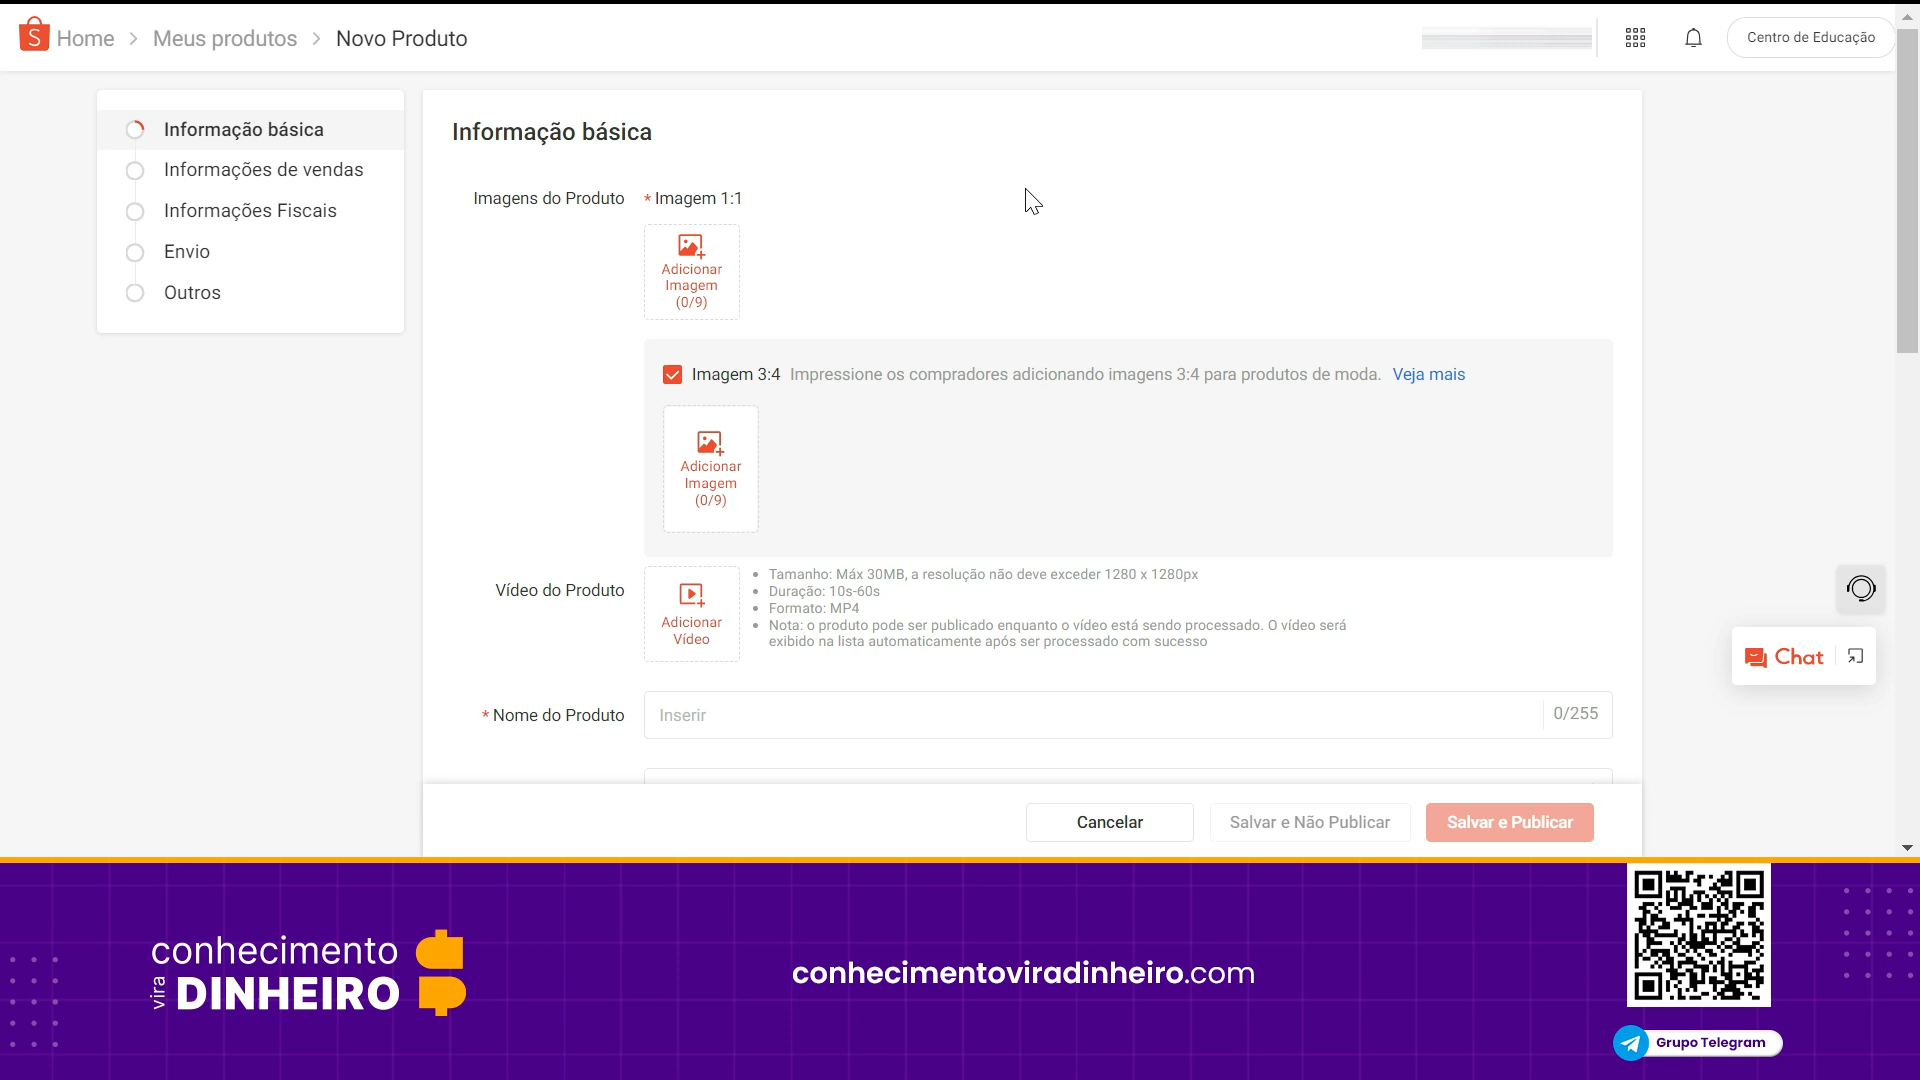 Home > Meus produtos > Novo Produto
Centro de Educação
Informação básica
Informações de vendas
Informações Fiscais
Envio
Outros
Informação básica
Imagens do Produto
* Imagem 1:1
Adicionar
Imagem
(0/9)
Imagem 3:4 Impressione os compradores adicionando imagens 3:4 para produtos de moda. Veja mais
Adicionar
Imagem
(0/9)
Vídeo do Produto
Adicionar
Vídeo
• Tamanho: Máx 30MB, a resolução não deve exceder 1280 x 1280px
• Duração: 10s-60s
• Formato: MP4
• Nota: o produto pode ser publicado enquanto o vídeo está sendo processado. O vídeo será
exibido na lista automaticamente após ser processado com sucesso
Chat
* Nome do Produto
Inserir
0/255
Cancelar
Salvar e Não Publicar
Salvar e Publicar
conhecimento
vira DINHEIRO
conhecimentoviradinheiro.com
Grupo Telegram